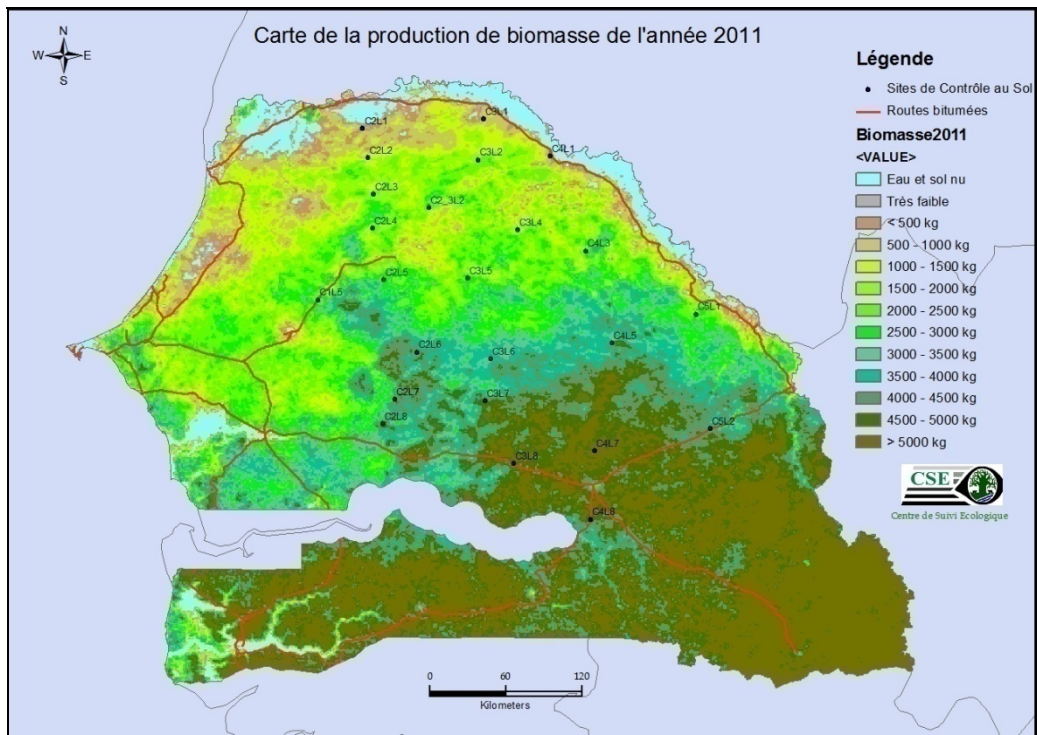 Carte de la production de biomasse de l'année 2011
N
W E
S
Légende
Sites de Contrôle au Sol
Routes bitumées
Biomasse2011
<VALUE>
Eau et sol nu
Très faible
< 500 kg
500 - 1000 kg
1000 - 1500 kg
1500 - 2000 kg
2000 - 2500 kg
2500 - 3000 kg
3000 - 3500 kg
3500 - 4000 kg
4000 - 4500 kg
4500 - 5000 kg
> 5000 kg
CSE
Centre de Suivi Ecologique
C3L1
C2L1
C4L1
C2L2
C3L2
C2L3
C2_3L2
C2L4
C3L4
C4L3
C2L5
C3L5
C1L5
C5L1
C4L5
C2L6
C3L6
C2L7
C3L7
C2L8
C5L2
C4L7
C3L8
C4L8
0 60 120
Kilometers